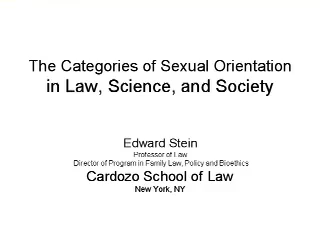 The Categories of Sexual Orientation
in Law, Science, and Society
Edward Stein
Professor of Law
Director of Program in Family Law, Policy and Bioethics
Cardozo School of Law
New York, NY